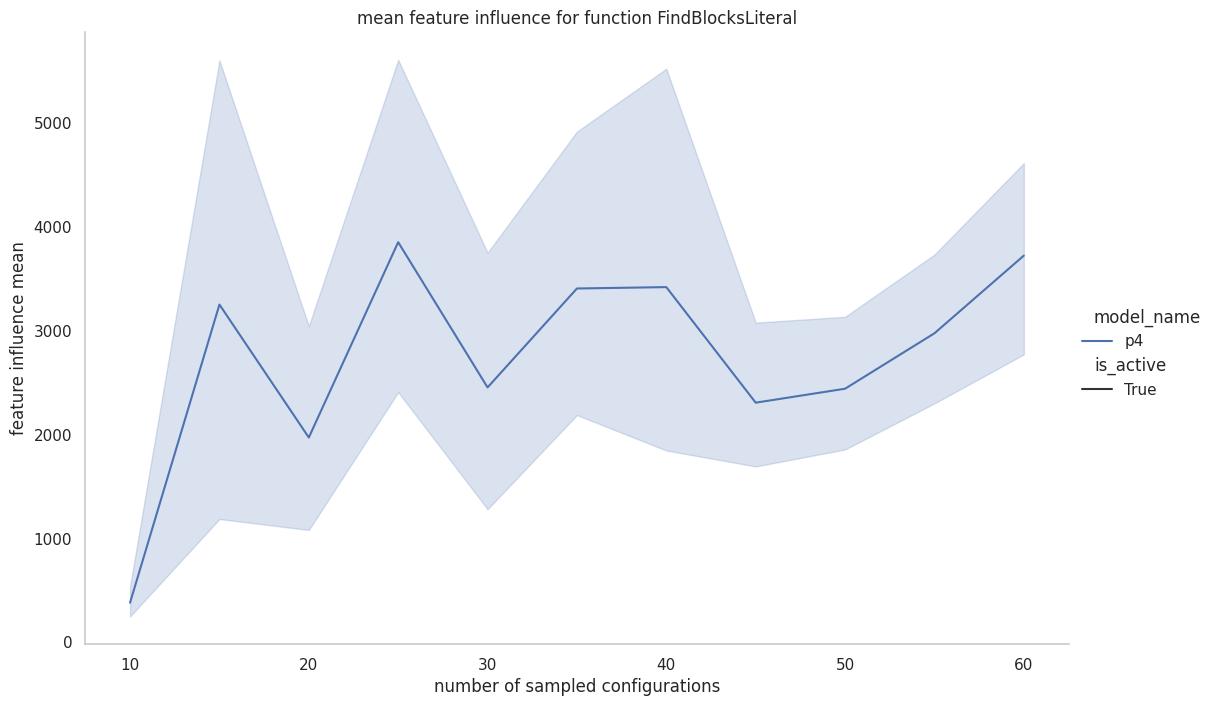 mean feature influence for function FindBlocksLiteral
feature influence mean
5000
4000
3000
2000
1000
0
10 20 30 40 50 60
number of sampled configurations
model_name
p4
is_active
True